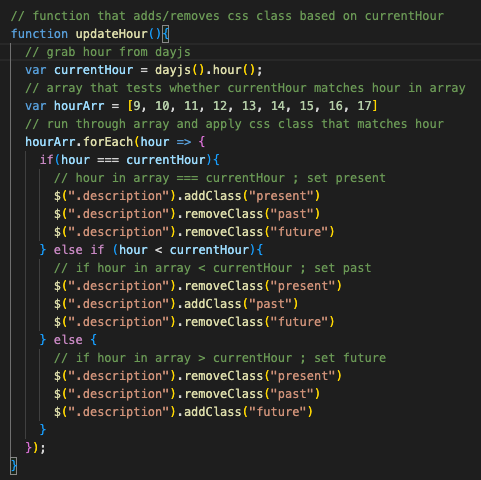 // function that adds/removes css class based on currentHour
function updateHour(){
// grab hour from dayjs
var currentHour = dayjs().hour();
// array that tests whether currentHour matches hour in array
var hourArr = [9, 10, 11, 12, 13, 14, 15, 16, 17]
// run through array and apply css class that matches hour
hourArr.forEach(hour => {
if(hour === currentHour){
// hour in array === currentHour ; set present
$(".description").addClass("present")
$(".description").removeClass("past")
$(".description").removeClass("future")
} else if (hour < currentHour){
// if hour in array < currentHour ; set past
$(".description").removeClass("present")
$(".description").addClass("past")
$(".description").removeClass("future")
} else {
// if hour in array > currentHour ; set future
$(".description").removeClass("present")
$(".description").removeClass("past")
$(".description").addClass("future")
}
});
}